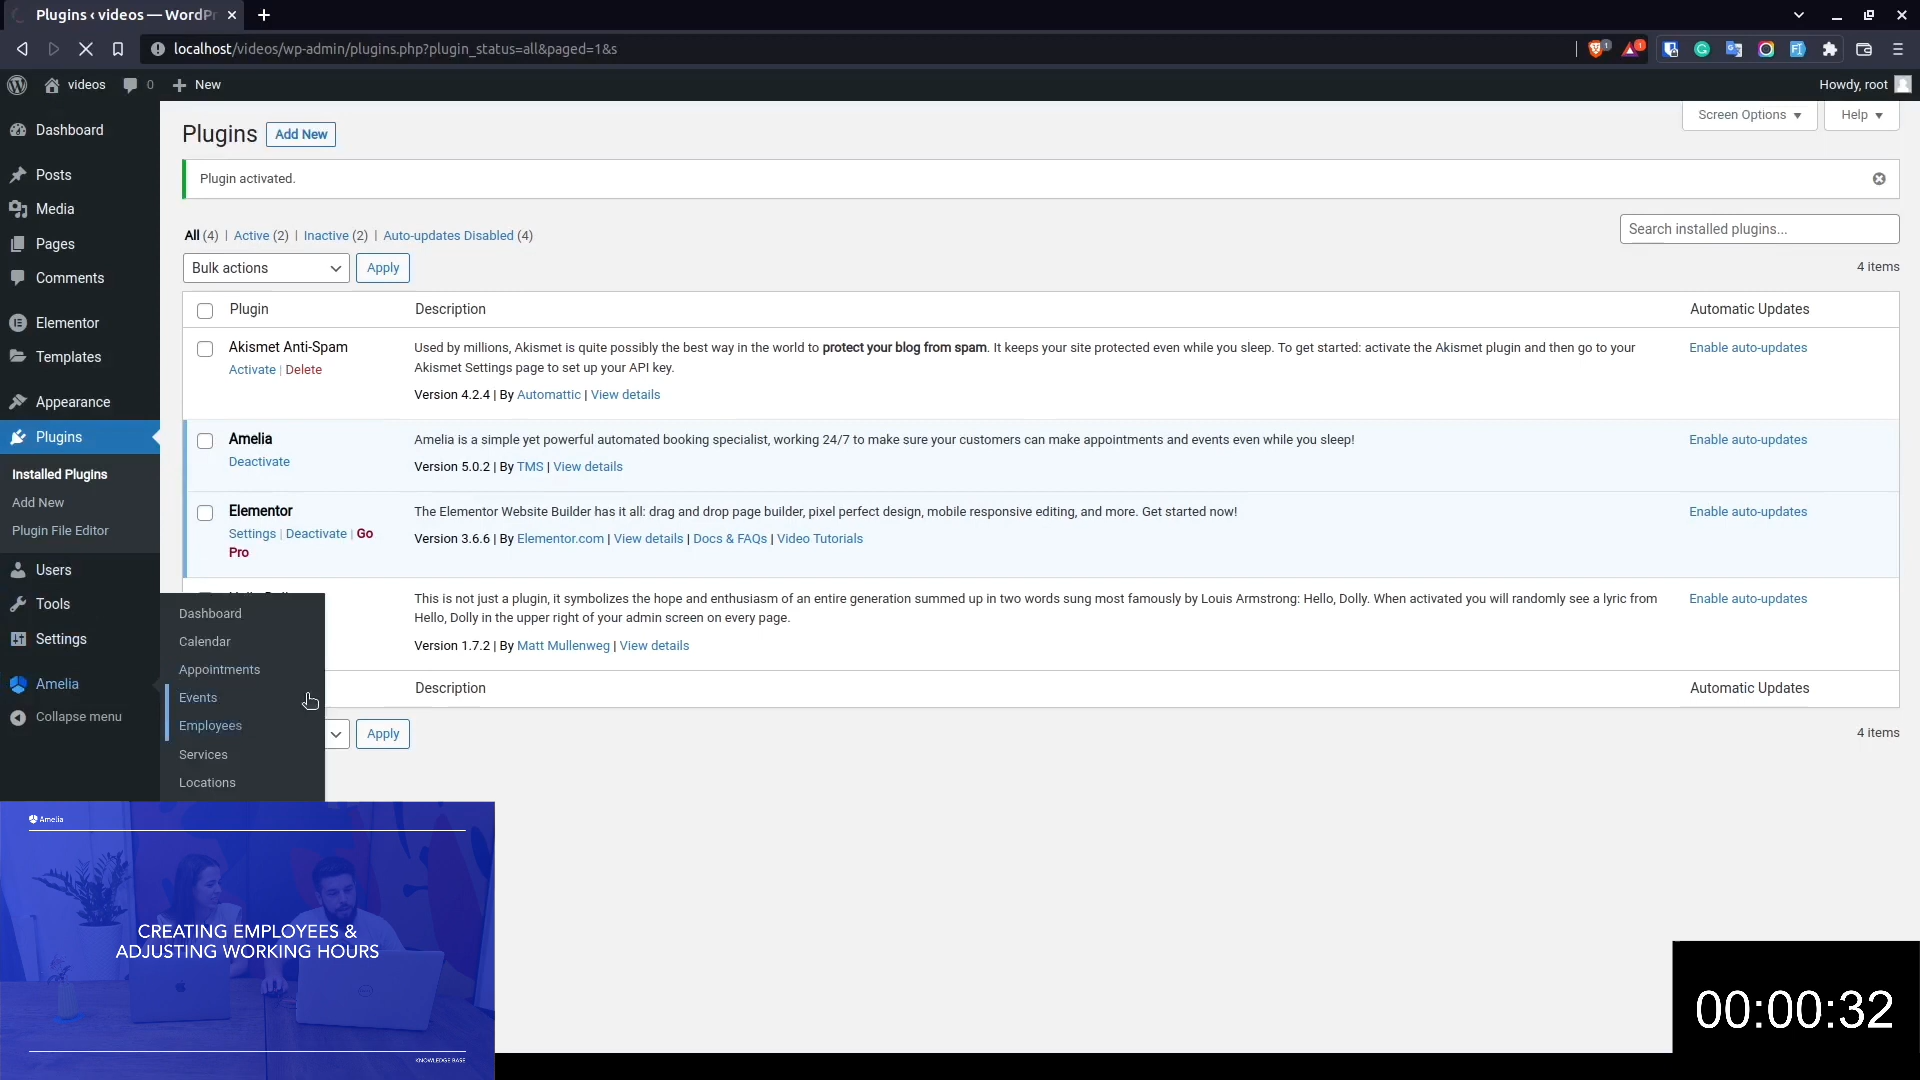 Plugins ‹ videos — WordPr
localhost/videos/wp-admin/plugins.php?plugin_status=all&paged=1&s
1
1
videos
0
New
Howdy, root
Dashboard
Posts
Media
Pages
Comments
Elementor
Templates
Appearance
Plugins
Installed Plugins
Add New
Plugin File Editor
Users
Tools
Settings
Amelia
Collapse menu
Dashboard
Calendar
Appointments
Events
Employees
Services
Locations
Screen Options
Help
Plugins
Add New
Plugin activated.
All (4) | Active (2) | Inactive (2) | Auto-updates Disabled (4)
Search installed plugins...
Bulk actions
Apply
4 items
Plugin
Description
Automatic Updates
Akismet Anti-Spam
Activate | Delete
Used by millions, Akismet is quite possibly the best way in the world to protect your blog from spam. It keeps your site protected even while you sleep. To get started: activate the Akismet plugin and then go to your
Akismet Settings page to set up your API key.
Version 4.2.4 | By Automattic | View details
Enable auto-updates
Amelia
Deactivate
Amelia is a simple yet powerful automated booking specialist, working 24/7 to make sure your customers can make appointments and events even while you sleep!
Version 5.0.2 | By TMS | View details
Enable auto-updates
Elementor
Settings | Deactivate | Go
Pro
The Elementor Website Builder has it all: drag and drop page builder, pixel perfect design, mobile responsive editing, and more. Get started now!
Version 3.6.6 | By Elementor.com | View details | Docs & FAQs | Video Tutorials
Enable auto-updates
This is not just a plugin, it symbolizes the hope and enthusiasm of an entire generation summed up in two words sung most famously by Louis Armstrong: Hello, Dolly. When activated you will randomly see a lyric from
Hello, Dolly in the upper right of your admin screen on every page.
Version 1.7.2 | By Matt Mullenweg | View details
Enable auto-updates
Description
Automatic Updates
Apply
4 items
Amelia
CREATING EMPLOYEES &
ADJUSTING WORKING HOURS
KNOWLEDGE BASE
00:00:32